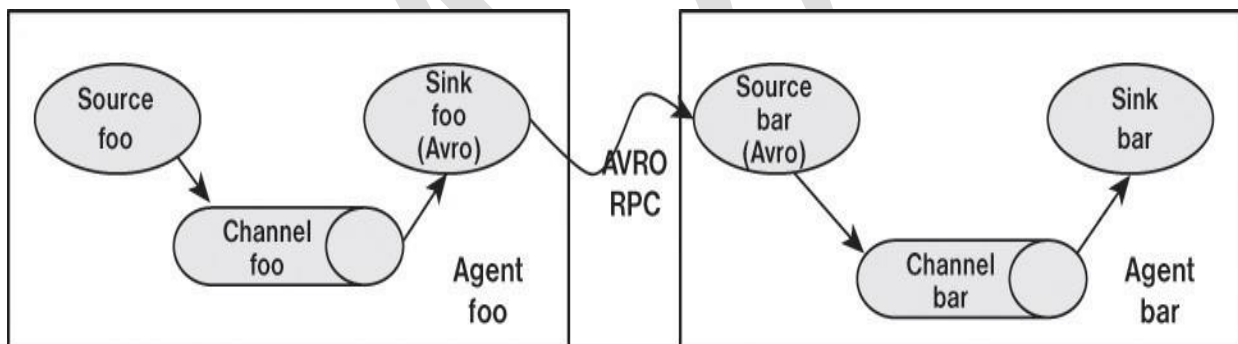 Source
foo
Sink
foo
(Avro)
Channel
foo
Agent
foo
AVRO
RPC
Source
bar
(Avro)
Sink
bar
Channel
bar
Agent
bar